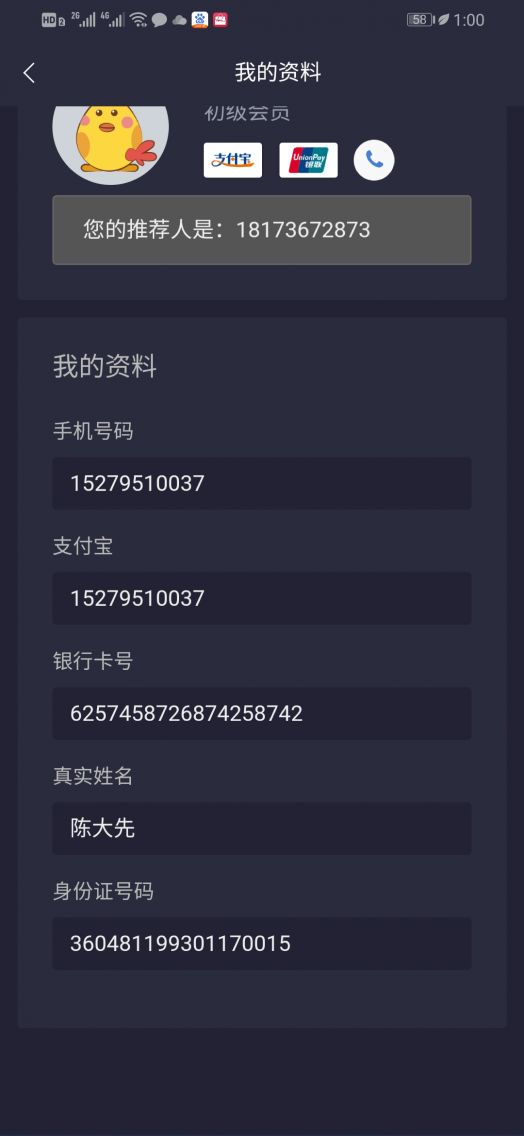 HD 2 2G 4G 58 1:00
我的资料
初级会员
支付宝 UnionPay 银联
您的推荐人是：18173672873
我的资料
手机号码
15279510037
支付宝
15279510037
银行卡号
6257458726874258742
真实姓名
陈大先
身份证号码
360481199301170015